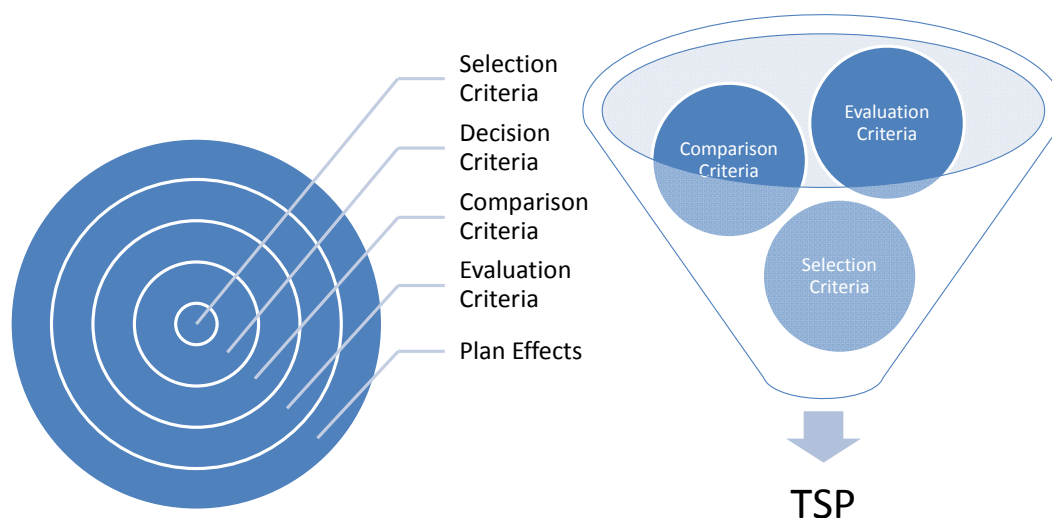 Selection
Criteria
Decision
Criteria
Comparison
Criteria
Evaluation
Criteria
Plan Effects
Evaluation
Criteria
Comparison
Criteria
Selection
Criteria
TSP